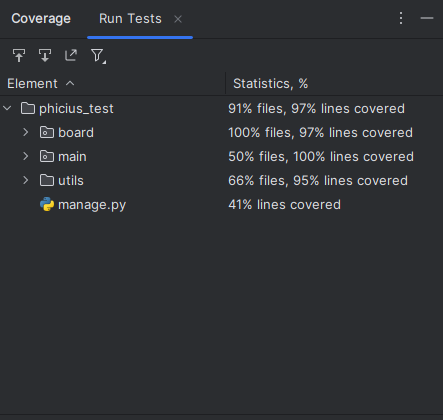 Coverage Run Tests
Element Statistics, %
phicius_test 91% files, 97% lines covered
board 100% files, 97% lines covered
main 50% files, 100% lines covered
utils 66% files, 95% lines covered
manage.py 41% lines covered